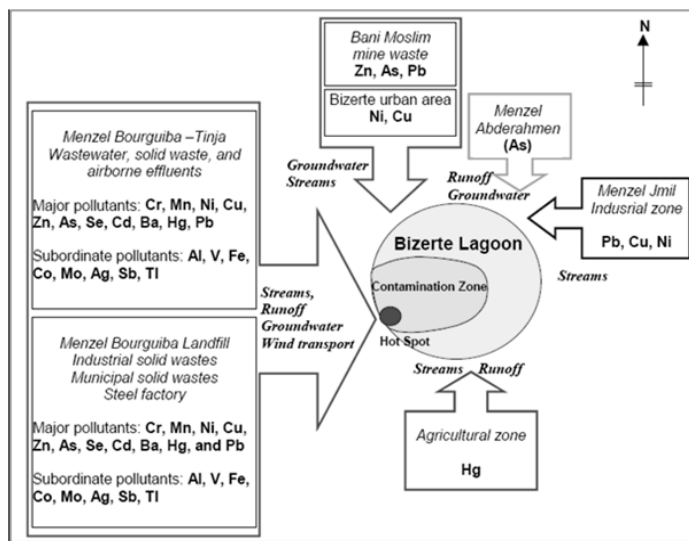 Bani Moslim
mine waste
Zn, As, Pb
Bizerte urban area
Ni, Cu
N
Menzel Bourguiba –Tinja
Wastewater, solid waste, and
airborne effluents
Major pollutants: Cr, Mn, Ni, Cu,
Zn, As, Se, Cd, Ba, Hg, Pb
Subordinate pollutants: Al, V, Fe,
Co, Mo, Ag, Sb, Tl
Groundwater
Streams
Menzel
Abderahmen
(As)
Runoff
Groundwater
Menzel Jmil
Indusrial zone
Pb, Cu, Ni
Streams
Bizerte Lagoon
Contamination Zone
Hot Spot
Streams,
Runoff
Groundwater
Wind transport
Menzel Bourguiba Landfill
Industrial solid wastes
Municipal solid wastes
Steel factory
Major pollutants: Cr, Mn, Ni, Cu,
Zn, As, Se, Cd, Ba, Hg, and Pb
Subordinate pollutants: Al, V, Fe,
Co, Mo, Ag, Sb, Tl
Streams Runoff
Agricultural zone
Hg